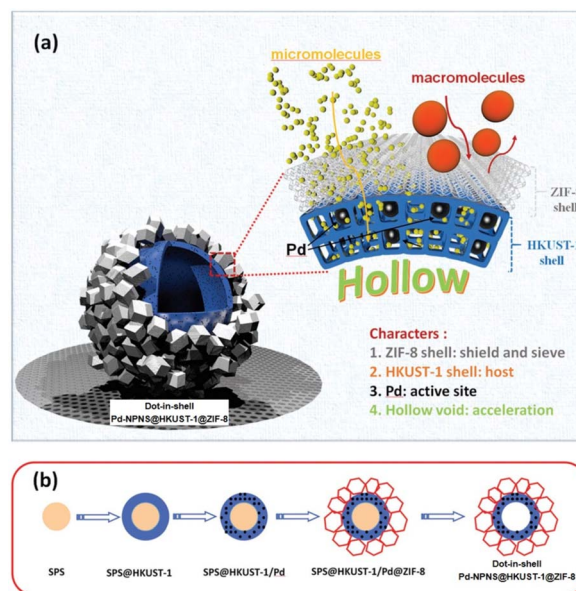 (a)
micromolecules
macromolecules
ZIF-
shell
Pd
HKUST-
shell
Hollow
Characters :
1. ZIF-8 shell: shield and sieve
2. HKUST-1 shell: host
3. Pd: active site
4. Hollow void: acceleration
Dot-in-shell
Pd-NPNS@HKUST-1@ZIF-8
(b)
SPS
SPS@HKUST-1
SPS@HKUST-1/Pd
SPS@HKUST-1/Pd@ZIF-8
Dot-in-shell
Pd-NPNS@HKUST-1@ZIF-8